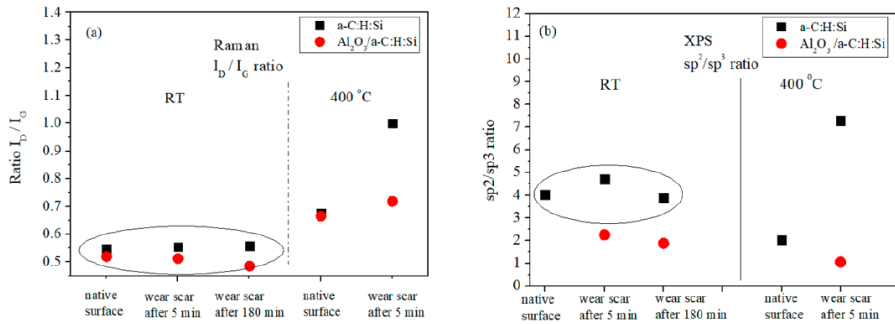 (a)
a-C:H:Si
Al₂O₃/a-C:H:Si
Raman
I_D / I_G ratio
RT
400 °C
Ratio I_D / I_G
1.4
1.3
1.2
1.1
1.0
0.9
0.8
0.7
0.6
0.5
native
surface
wear scar
after 5 min
wear scar
after 180 min
native
surface
wear scar
after 5 min
(b)
a-C:H:Si
Al₂O₃/a-C:H:Si
XPS
sp²/sp³ ratio
RT
400 °C
sp2/sp3 ratio
12
11
10
9
8
7
6
5
4
3
2
1
0
native
surface
wear scar
after 5 min
wear scar
after 180 min
native
surface
wear scar
after 5 min